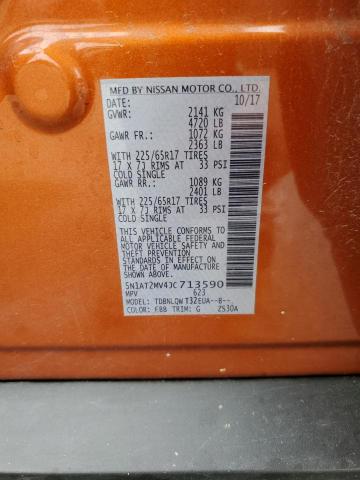 MFD BY NISSAN MOTOR CO., LTD.
DATE: 10/17
GVWR: 2141 KG
4720 LB
GAWR FR: 1072 KG
2363 LB
WITH 225/65R17 TIRES
17 X 7J RIMS AT 33 PSI
COLD SINGLE
GAWR RR: 1089 KG
2401 LB
WITH 225/65R17 TIRES
17 X 7J RIMS AT 33 PSI
COLD SINGLE
THIS VEHICLE CONFORMS TO
ALL APPLICABLE FEDERAL
MOTOR VEHICLE SAFETY
STANDARDS AND THEFT PREVENTION
STANDARD IN EFFECT ON THE
DATE OF MANUFACTURE
SHOWN ABOVE.
5N1AT2MV4JC713590
MPV 623
MODEL: TDBNLQWT32EUA--B--
COLOR: EBB TRIM: G ZS30A